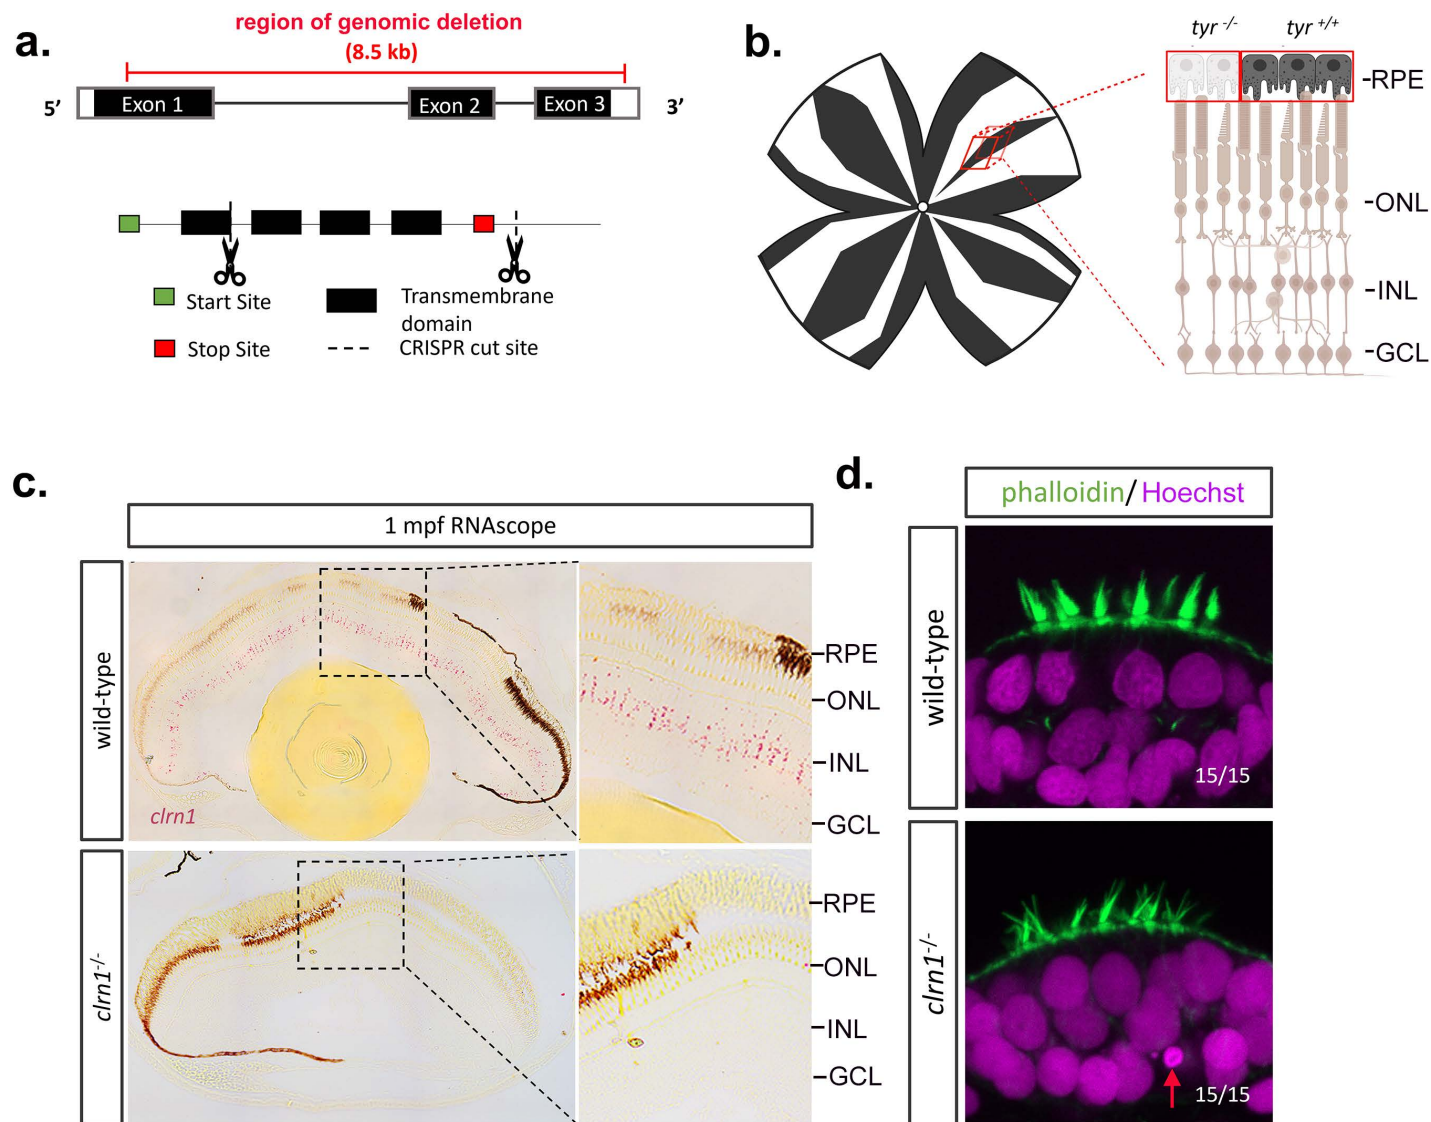 a.
region of genomic deletion
(8.5 kb)
5’
Exon 1
Exon 2
Exon 3
3’
Start Site
Transmembrane
domain
Stop Site
CRISPR cut site
b.
tyr -/-
tyr +/+
-RPE
-ONL
-INL
-GCL
c.
1 mpf RNAscope
wild-type
clrn1
-RPE
-ONL
-INL
-GCL
clrn1-/-
-RPE
-ONL
-INL
-GCL
d.
phalloidin/Hoechst
wild-type
15/15
clrn1-/-
15/15